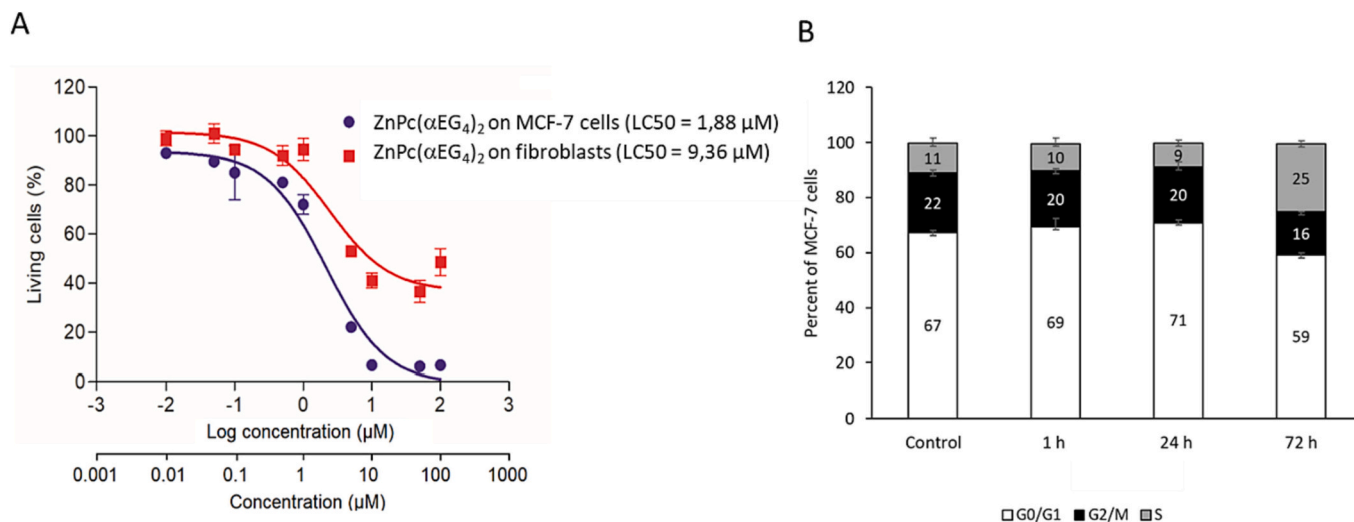 A
120
100
80
60
40
20
0
Living cells (%)
ZnPc(αEG₄)₂ on MCF-7 cells (LC50 = 1,88 µM)
ZnPc(αEG₄)₂ on fibroblasts (LC50 = 9,36 µM)
-3 -2 -1 0 1 2 3
Log concentration (µM)
0.001 0.01 0.1 1 10 100 1000
Concentration (µM)
B
120
100
80
60
40
20
0
Percent of MCF-7 cells
11 10 9 25
22 20 20 16
67 69 71 59
Control 1 h 24 h 72 h
G0/G1 G2/M S